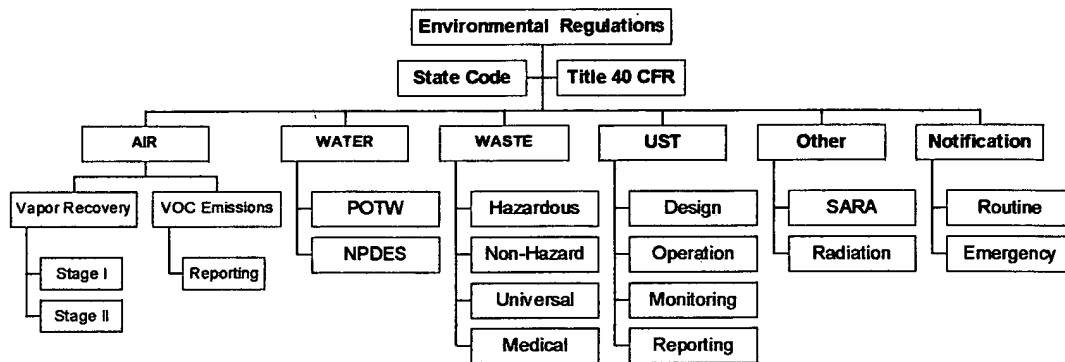 Environmental Regulations
State Code
Title 40 CFR
AIR
WATER
WASTE
UST
Other
Notification
Vapor Recovery
VOC Emissions
POTW
Hazardous
Design
SARA
Routine
NPDES
Non-Hazard
Operation
Radiation
Emergency
Stage I
Reporting
Universal
Monitoring
Stage II
Medical
Reporting